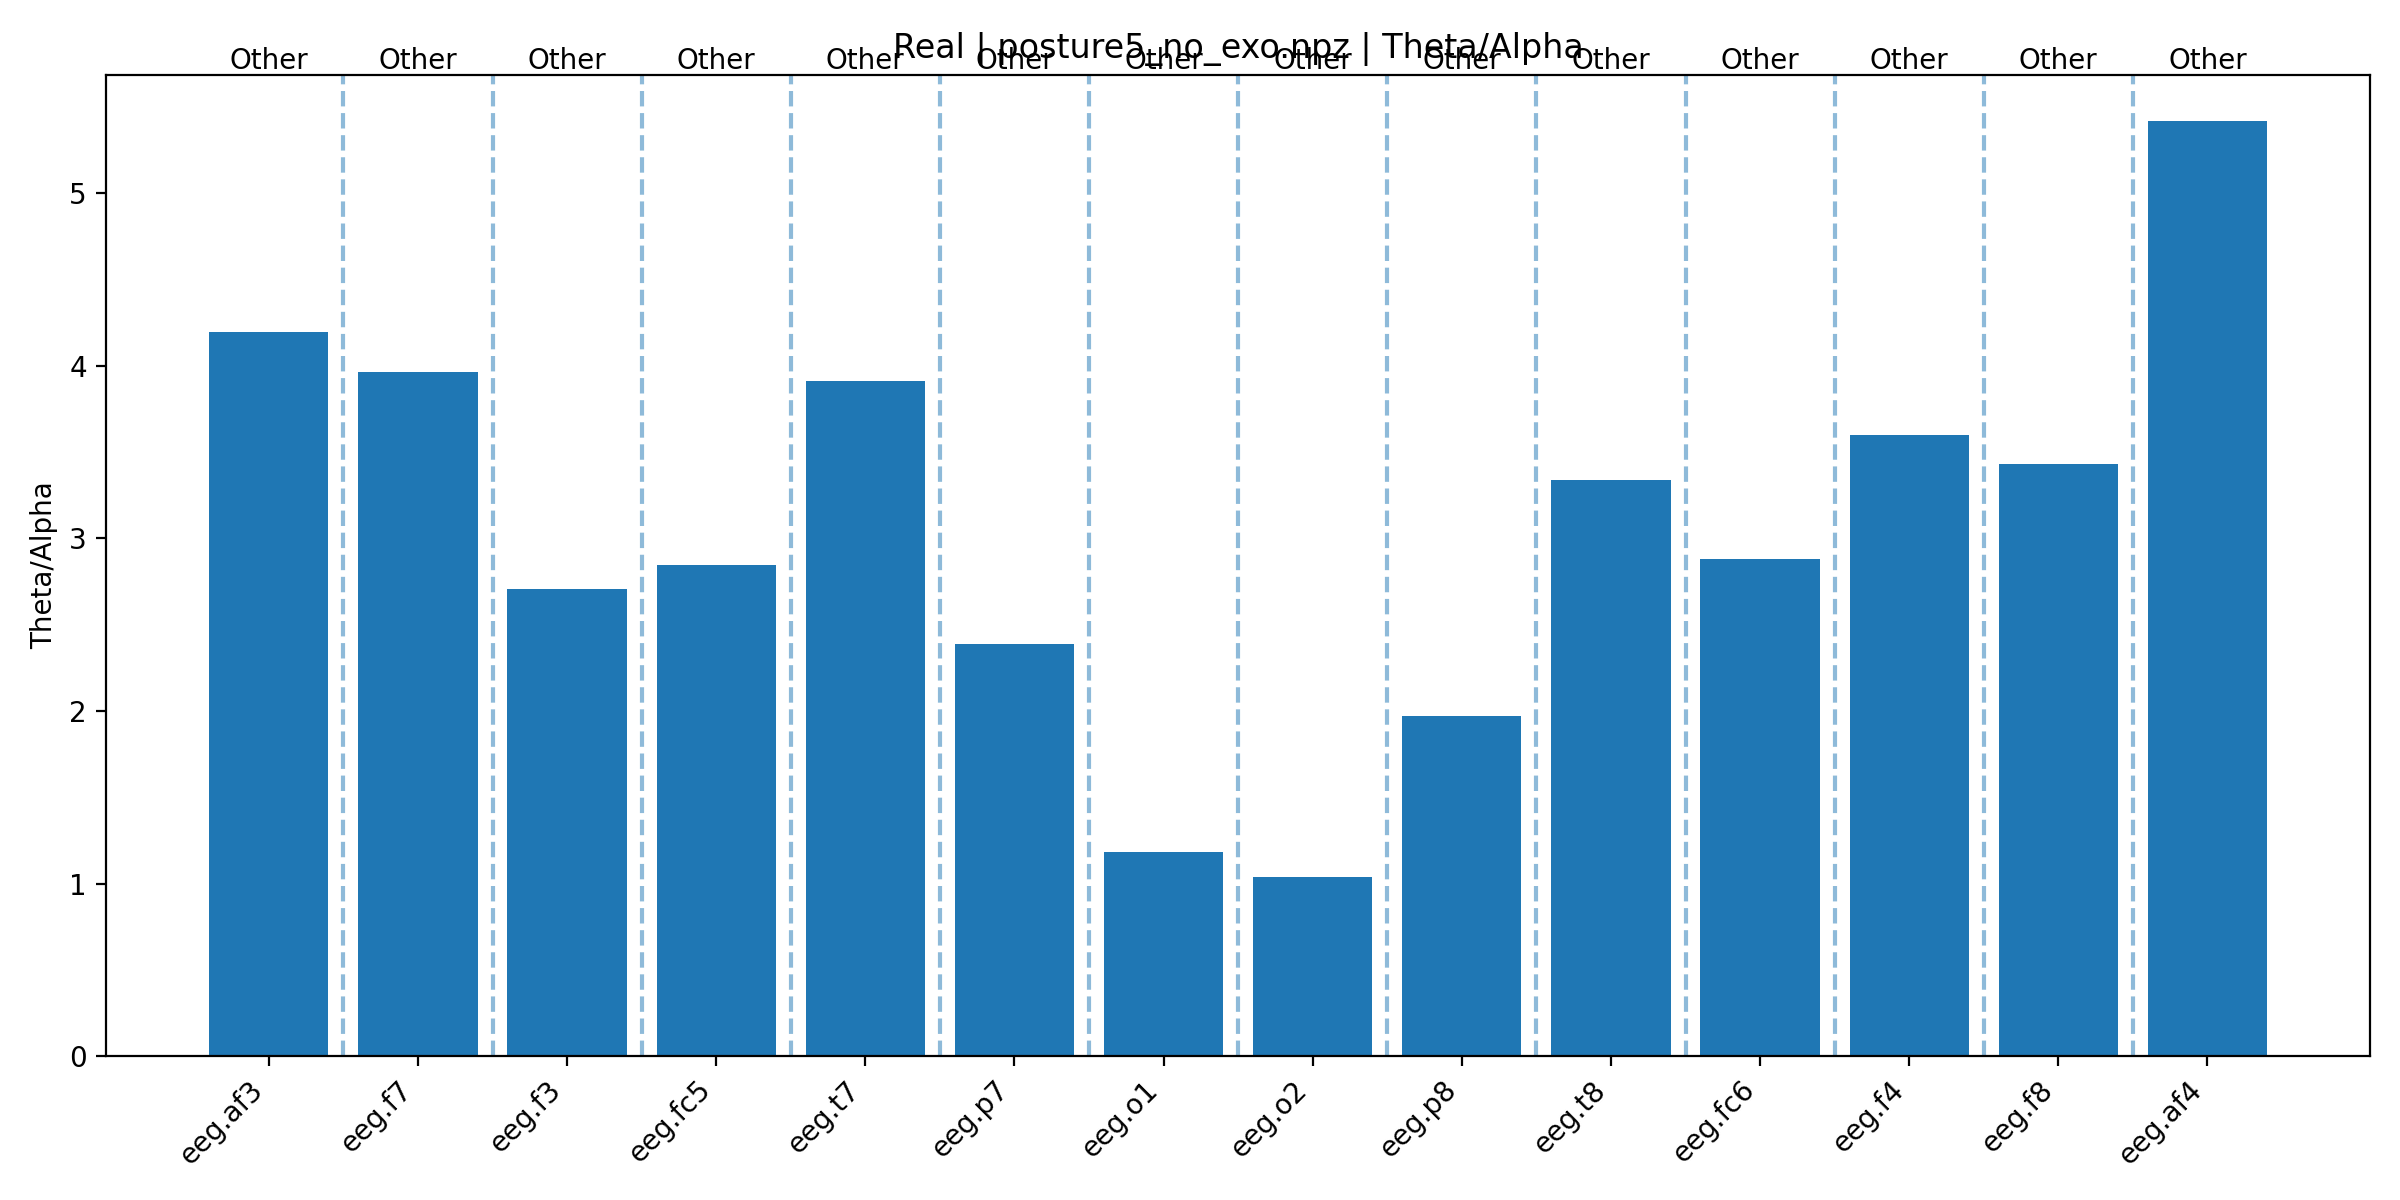 Real | posture5_no_exo.npz | Theta/Alpha
Other Other Other Other Other Other Other Other Other Other Other Other Other Other
Theta/Alpha
5
4
3
2
1
0
eeg.af3 eeg.f7 eeg.f3 eeg.fc5 eeg.t7 eeg.p7 eeg.o1 eeg.o2 eeg.p8 eeg.t8 eeg.fc6 eeg.f4 eeg.f8 eeg.af4